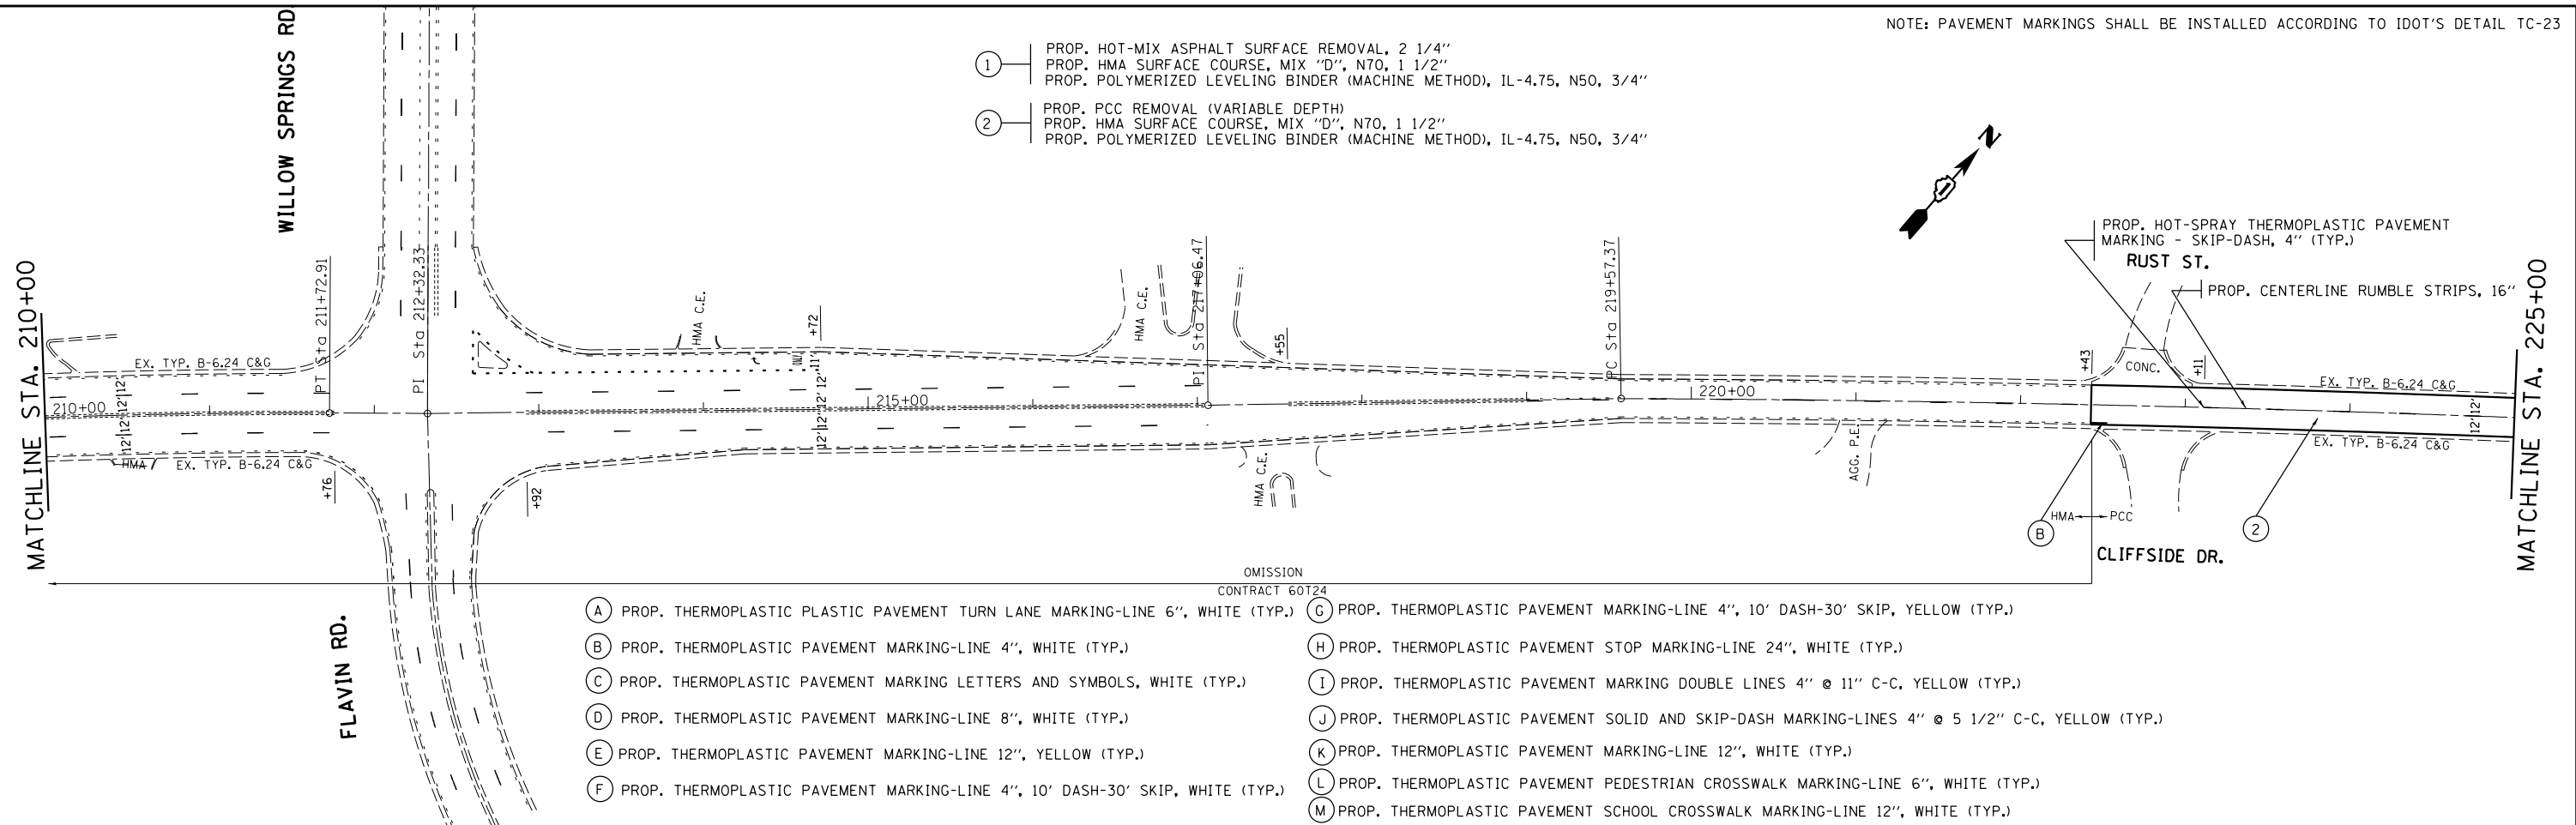 NOTE: PAVEMENT MARKINGS SHALL BE INSTALLED ACCORDING TO IDOT'S DETAIL TC-23
WILLOW SPRINGS RD
1
PROP. HOT-MIX ASPHALT SURFACE REMOVAL, 2 1/4"
PROP. HMA SURFACE COURSE, MIX "D", N70, 1 1/2"
PROP. POLYMERIZED LEVELING BINDER (MACHINE METHOD), IL-4.75, N50, 3/4"
2
PROP. PCC REMOVAL (VARIABLE DEPTH)
PROP. HMA SURFACE COURSE, MIX "D", N70, 1 1/2"
PROP. POLYMERIZED LEVELING BINDER (MACHINE METHOD), IL-4.75, N50, 3/4"
N
PROP. HOT-SPRAY THERMOPLASTIC PAVEMENT
MARKING - SKIP-DASH, 4" (TYP.)
RUST ST.
PROP. CENTERLINE RUMBLE STRIPS, 16"
MATCHLINE STA. 210+00
PT Sta 211+72.91
PI Sta 212+32.33
HMA C.E.
+72
HMA C.E.
PI Sta 217+06.47
+55
PC Sta 219+57.37
+43
CONC.
+11
MATCHLINE STA. 225+00
EX. TYP. B-6.24 C&G
EX. TYP. B-6.24 C&G
210+00
12' 12' 12' 12'
11'
12' 12' 12' 12'
215+00
220+00
12' 12'
HMA
EX. TYP. B-6.24 C&G
EX. TYP. B-6.24 C&G
+76
+92
HMA C.E.
AGG. P.E.
B
HMA
PCC
2
CLIFFSIDE DR.
OMISSION
CONTRACT 60T24
FLAVIN RD.
A PROP. THERMOPLASTIC PLASTIC PAVEMENT TURN LANE MARKING-LINE 6", WHITE (TYP.)
B PROP. THERMOPLASTIC PAVEMENT MARKING-LINE 4", WHITE (TYP.)
C PROP. THERMOPLASTIC PAVEMENT MARKING LETTERS AND SYMBOLS, WHITE (TYP.)
D PROP. THERMOPLASTIC PAVEMENT MARKING-LINE 8", WHITE (TYP.)
E PROP. THERMOPLASTIC PAVEMENT MARKING-LINE 12", YELLOW (TYP.)
F PROP. THERMOPLASTIC PAVEMENT MARKING-LINE 4", 10' DASH-30' SKIP, WHITE (TYP.)
G PROP. THERMOPLASTIC PAVEMENT MARKING-LINE 4", 10' DASH-30' SKIP, YELLOW (TYP.)
H PROP. THERMOPLASTIC PAVEMENT STOP MARKING-LINE 24", WHITE (TYP.)
I PROP. THERMOPLASTIC PAVEMENT MARKING DOUBLE LINES 4" @ 11" C-C, YELLOW (TYP.)
J PROP. THERMOPLASTIC PAVEMENT SOLID AND SKIP-DASH MARKING-LINES 4" @ 5 1/2" C-C, YELLOW (TYP.)
K PROP. THERMOPLASTIC PAVEMENT MARKING-LINE 12", WHITE (TYP.)
L PROP. THERMOPLASTIC PAVEMENT PEDESTRIAN CROSSWALK MARKING-LINE 6", WHITE (TYP.)
M PROP. THERMOPLASTIC PAVEMENT SCHOOL CROSSWALK MARKING-LINE 12", WHITE (TYP.)